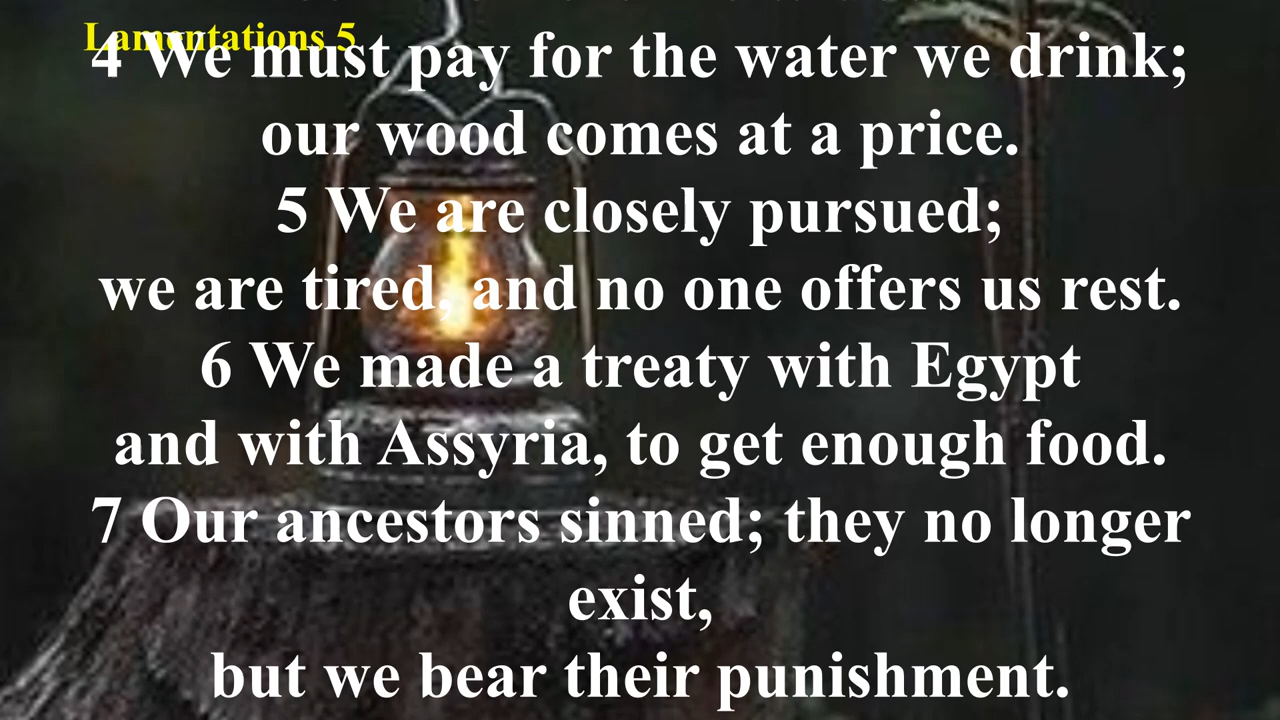 Lamentations 5
4 We must pay for the water we drink;
our wood comes at a price.
5 We are closely pursued;
we are tired, and no one offers us rest.
6 We made a treaty with Egypt
and with Assyria, to get enough food.
7 Our ancestors sinned; they no longer
exist,
but we bear their punishment.